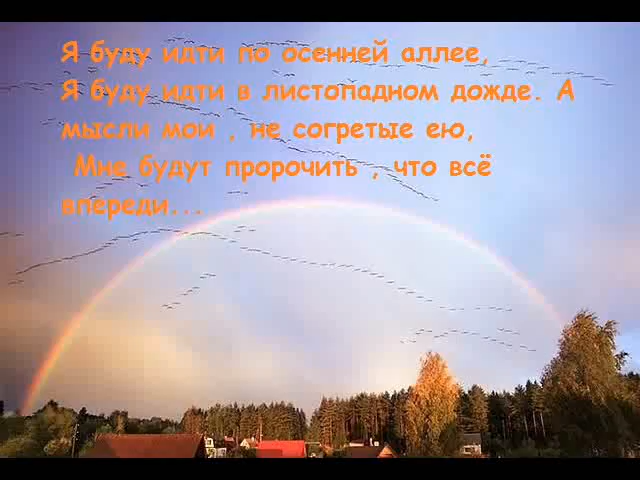 Я буду идти по осенней аллее,
Я буду идти в листопадном дожде. А
мысли мои , не согретые ею,
Мне будут пророчить , что всё
впереди...